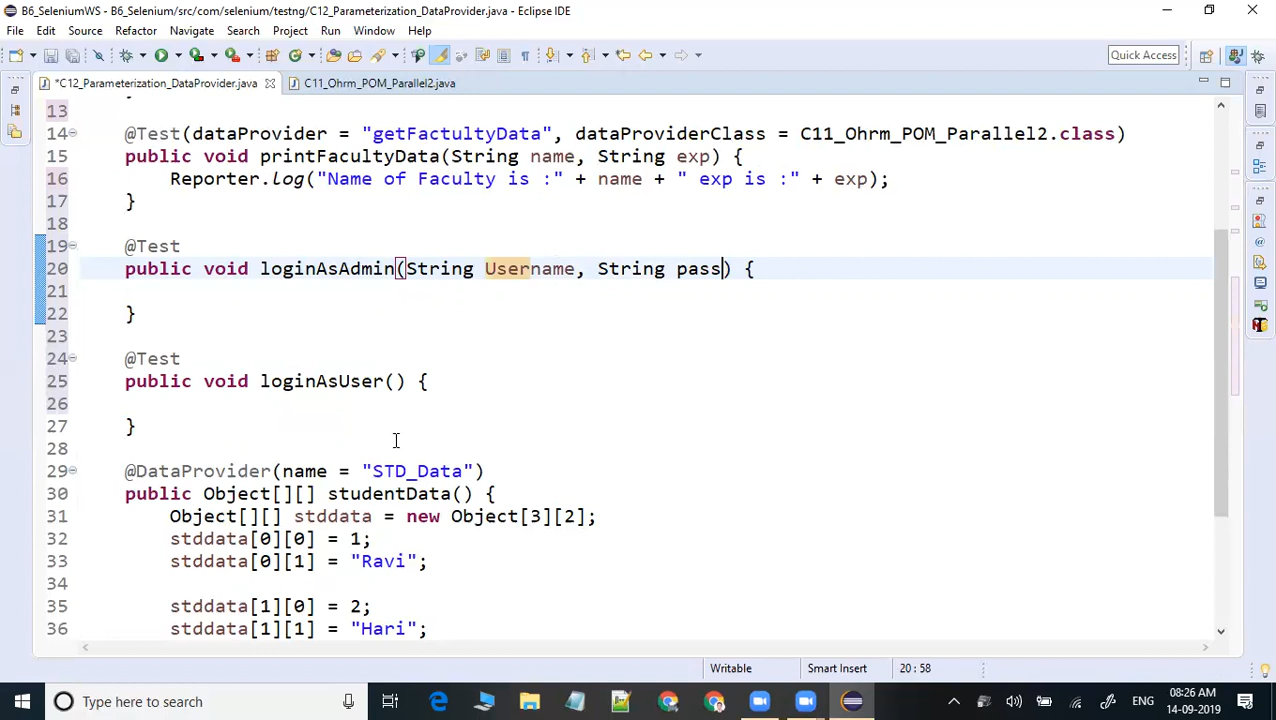 B6_SeleniumWS - B6_Selenium/src/com/selenium/testng/C12_Parameterization_DataProvider.java - Eclipse IDE
File Edit Source Refactor Navigate Search Project Run Window Help
Quick Access
*C12_Parameterization_DataProvider.java C11_Ohrm_POM_Parallel2.java
13
14 @Test(dataProvider = "getFactultyData", dataProviderClass = C11_Ohrm_POM_Parallel2.class)
15 public void printFacultyData(String name, String exp) {
16 Reporter.log("Name of Faculty is :" + name + " exp is :" + exp);
17 }
18
19 @Test
20 public void loginAsAdmin(String Username, String pass) {
21
22 }
23
24 @Test
25 public void loginAsUser() {
26
27 }
28
29 @DataProvider(name = "STD_Data")
30 public Object[][] studentData() {
31 Object[][] stddata = new Object[3][2];
32 stddata[0][0] = 1;
33 stddata[0][1] = "Ravi";
34
35 stddata[1][0] = 2;
36 stddata[1][1] = "Hari";
Writable Smart Insert 20 : 58
Type here to search
ENG
08:26 AM
14-09-2019